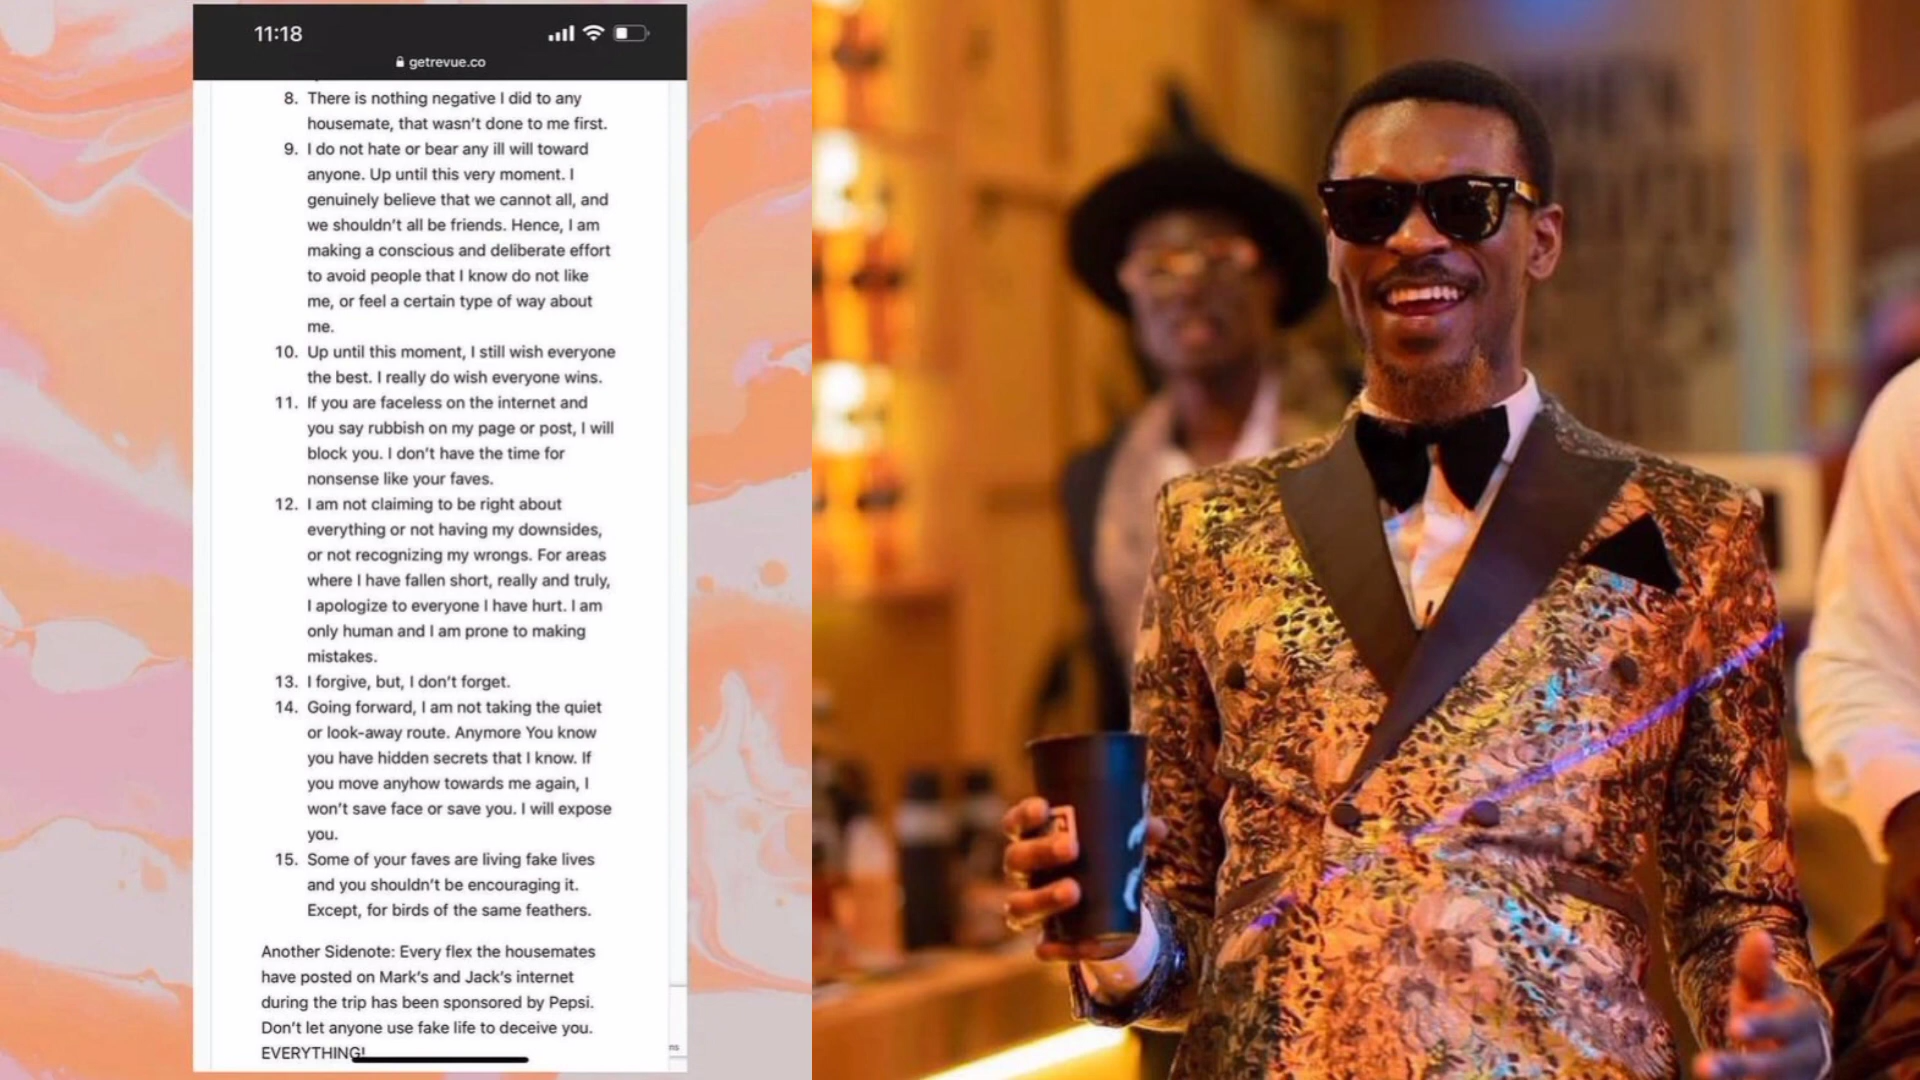 11:18
getrevue.co
8. There is nothing negative I did to any
housemate, that wasn't done to me first.
9. I do not hate or bear any ill will toward
anyone. Up until this very moment. I
genuinely believe that we cannot all, and
we shouldn't all be friends. Hence, I am
making a conscious and deliberate effort
to avoid people that I know do not like
me, or feel a certain type of way about
me.
10. Up until this moment, I still wish everyone
the best. I really do wish everyone wins.
11. If you are faceless on the internet and
you say rubbish on my page or post, I will
block you. I don't have the time for
nonsense like your faves.
12. I am not claiming to be right about
everything or not having my downsides,
or not recognizing my wrongs. For areas
where I have fallen short, really and truly,
I apologize to everyone I have hurt. I am
only human and I am prone to making
mistakes.
13. I forgive, but, I don't forget.
14. Going forward, I am not taking the quiet
or look-away route. Anymore You know
you have hidden secrets that I know. If
you move anyhow towards me again, I
won't save face or save you. I will expose
you.
15. Some of your faves are living fake lives
and you shouldn't be encouraging it.
Except, for birds of the same feathers.
Another Sidenote: Every flex the housemates
have posted on Mark's and Jack's internet
during the trip has been sponsored by Pepsi.
Don't let anyone use fake life to deceive you.
EVERYTHING!